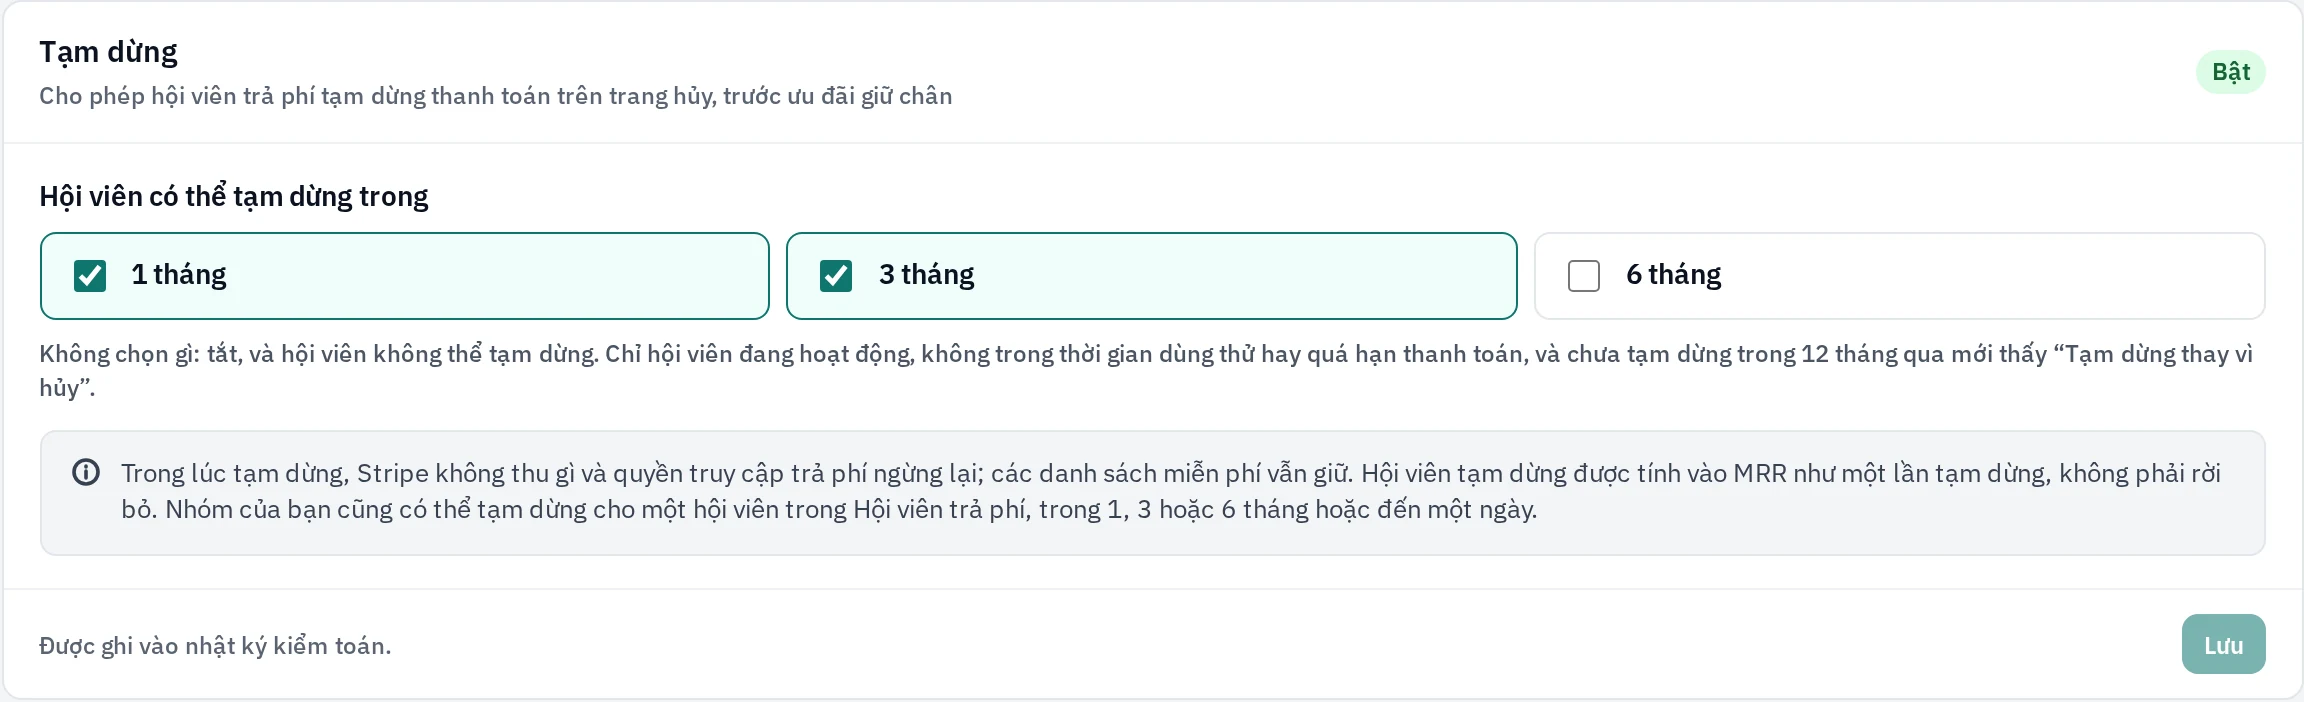 Tạm dừng
Cho phép hội viên trả phí tạm dừng thanh toán trên trang hủy, trước ưu đãi giữ chân
Bật
Hội viên có thể tạm dừng trong
1 tháng
3 tháng
6 tháng
Không chọn gì: tắt, và hội viên không thể tạm dừng. Chỉ hội viên đang hoạt động, không trong thời gian dùng thử hay quá hạn thanh toán, và chưa tạm dừng trong 12 tháng qua mới thấy “Tạm dừng thay vì
hủy”.
Trong lúc tạm dừng, Stripe không thu gì và quyền truy cập trả phí ngừng lại; các danh sách miễn phí vẫn giữ. Hội viên tạm dừng được tính vào MRR như một lần tạm dừng, không phải rời
bỏ. Nhóm của bạn cũng có thể tạm dừng cho một hội viên trong Hội viên trả phí, trong 1, 3 hoặc 6 tháng hoặc đến một ngày.
Được ghi vào nhật ký kiểm toán.
Lưu